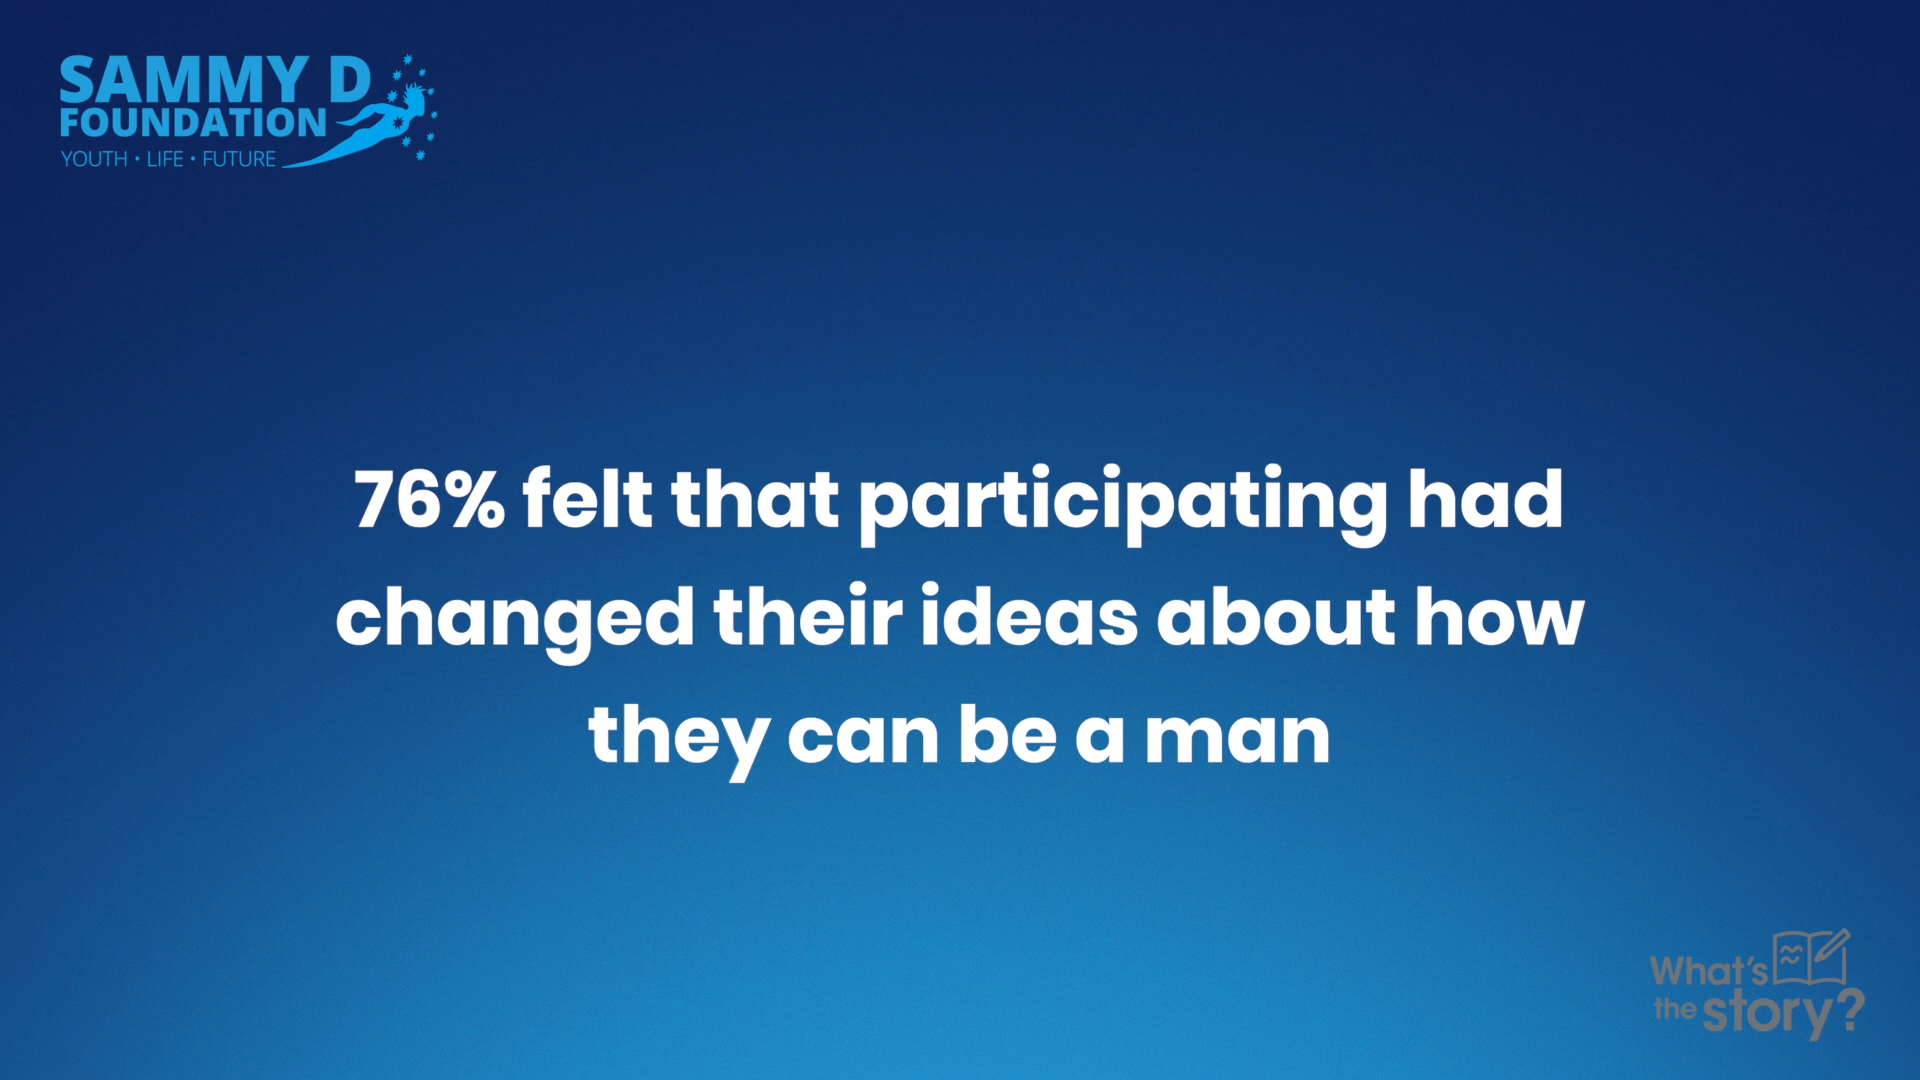 SAMMY D
FOUNDATION
YOUTH • LIFE • FUTURE
76% felt that participating had
changed their ideas about how
they can be a man
What's
the story?